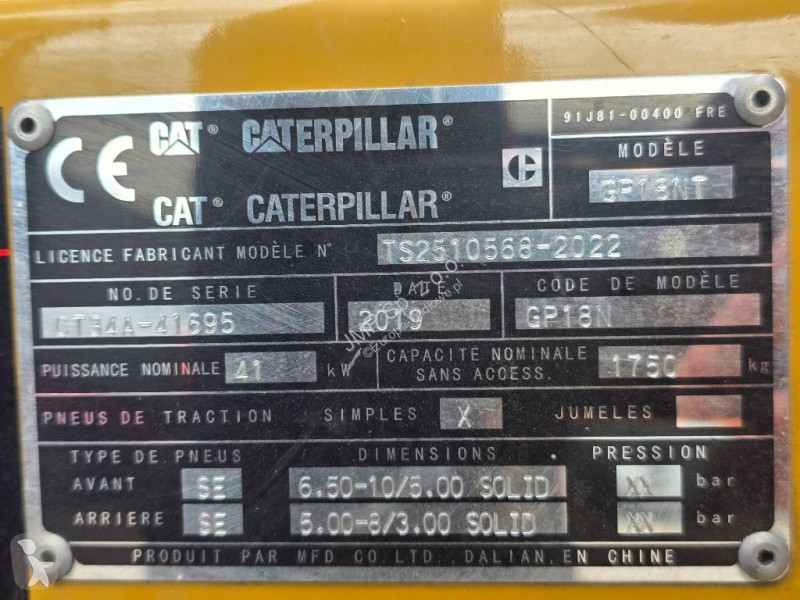 CE CAT® CATERPILLAR®
CAT® CATERPILLAR®
91J81-00400 FRE
MODÈLE
GP18NT
LICENCE FABRICANT MODÈLE N° TS2510568-2022
NO. DE SERIE DATE CODE DE MODÈLE
41695 2019 GP18N
PUISSANCE NOMINALE 41 kW CAPACITÉ NOMINALE SANS ACCESS. 1750 kg
PNEUS DE TRACTION SIMPLES X JUMELES
TYPE DE PNEUS DIMENSIONS PRESSION
AVANT SE 6.50-10/5.00 SOLID XX bar
ARRIÈRE SE 5.00-8/3.00 SOLID XX bar
PRODUIT PAR MFD CO.LTD., DALIAN, EN CHINE